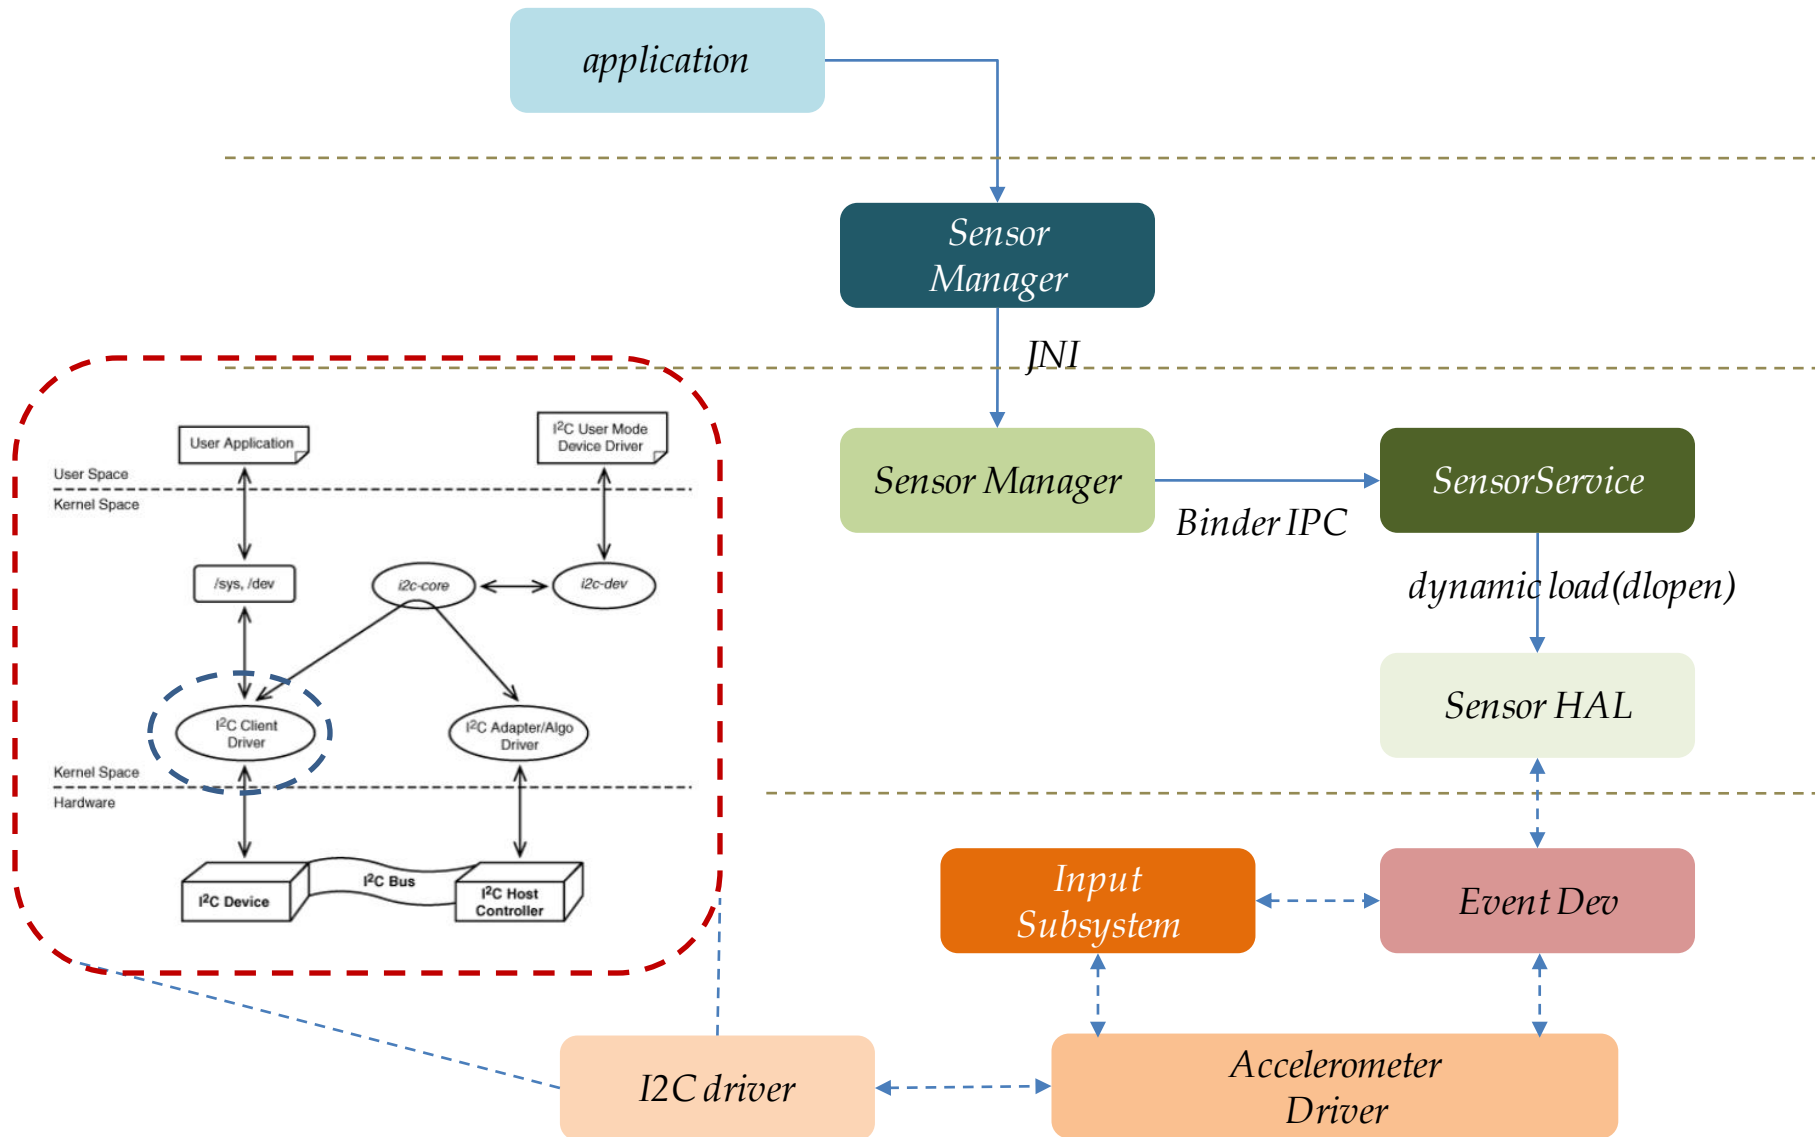 application
Sensor
Manager
JNI
Sensor Manager
Binder IPC
SensorService
dynamic load(dlopen)
Sensor HAL
Input
Subsystem
Event Dev
I2C driver
Accelerometer
Driver
User Application
I²C User Mode
Device Driver
User Space
Kernel Space
/sys, /dev
i2c-core
i2c-dev
I²C Client
Driver
I²C Adapter/Algo
Driver
Kernel Space
Hardware
I²C Device
I²C Bus
I²C Host
Controller